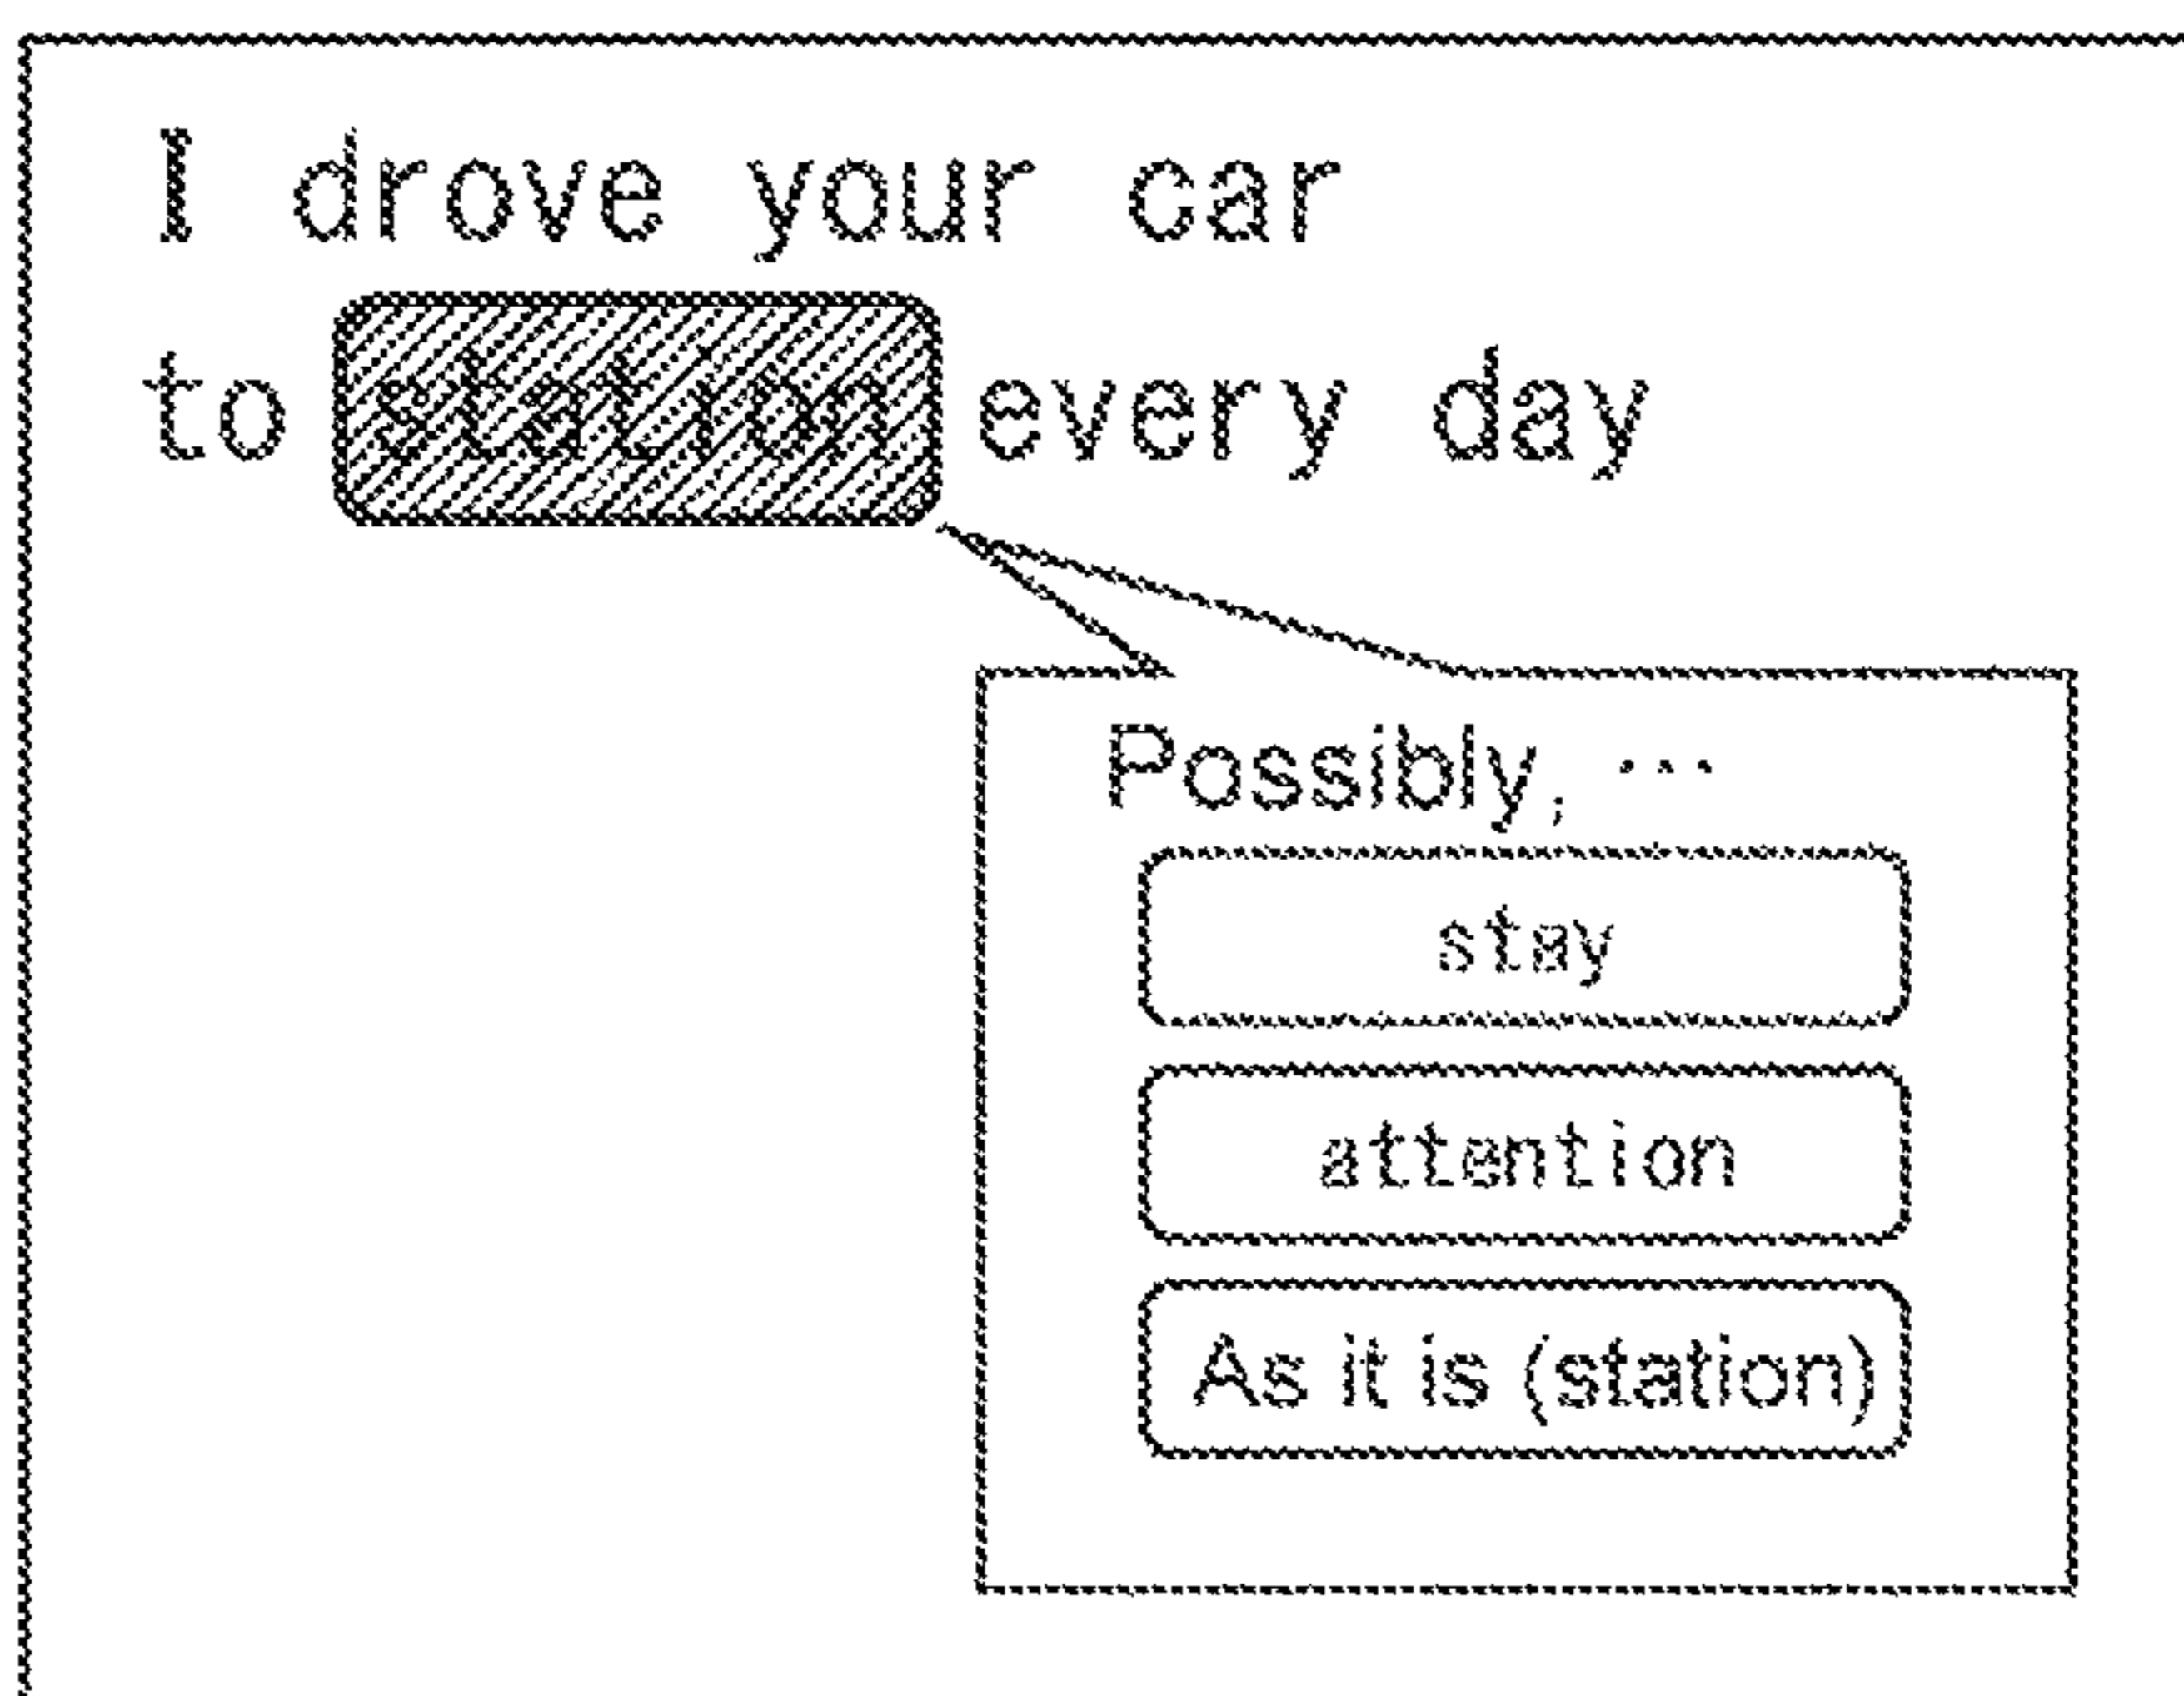 I drove your car
to station every day
Possibly, ...
stay
attention
As it is (station)